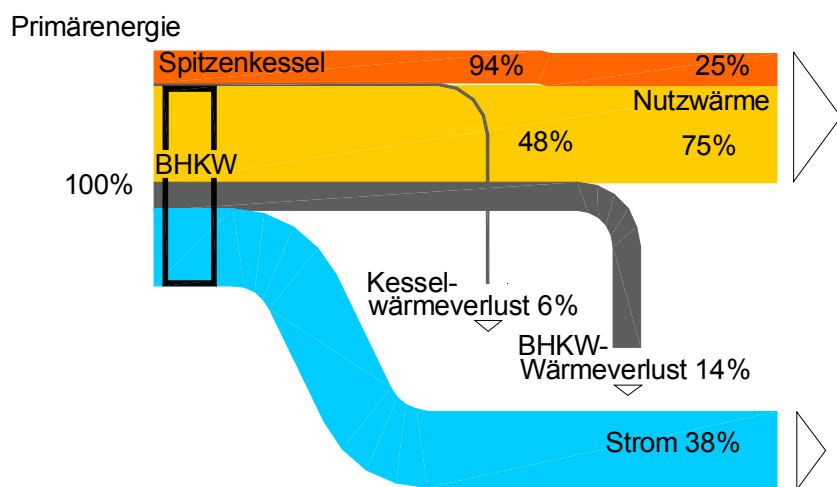 Primärenergie
Spitzenkessel 94% 25%
Nutzwärme
48% 75%
BHKW
100%
Kessel-
wärmeverlust 6%
BHKW-
Wärmeverlust 14%
Strom 38%